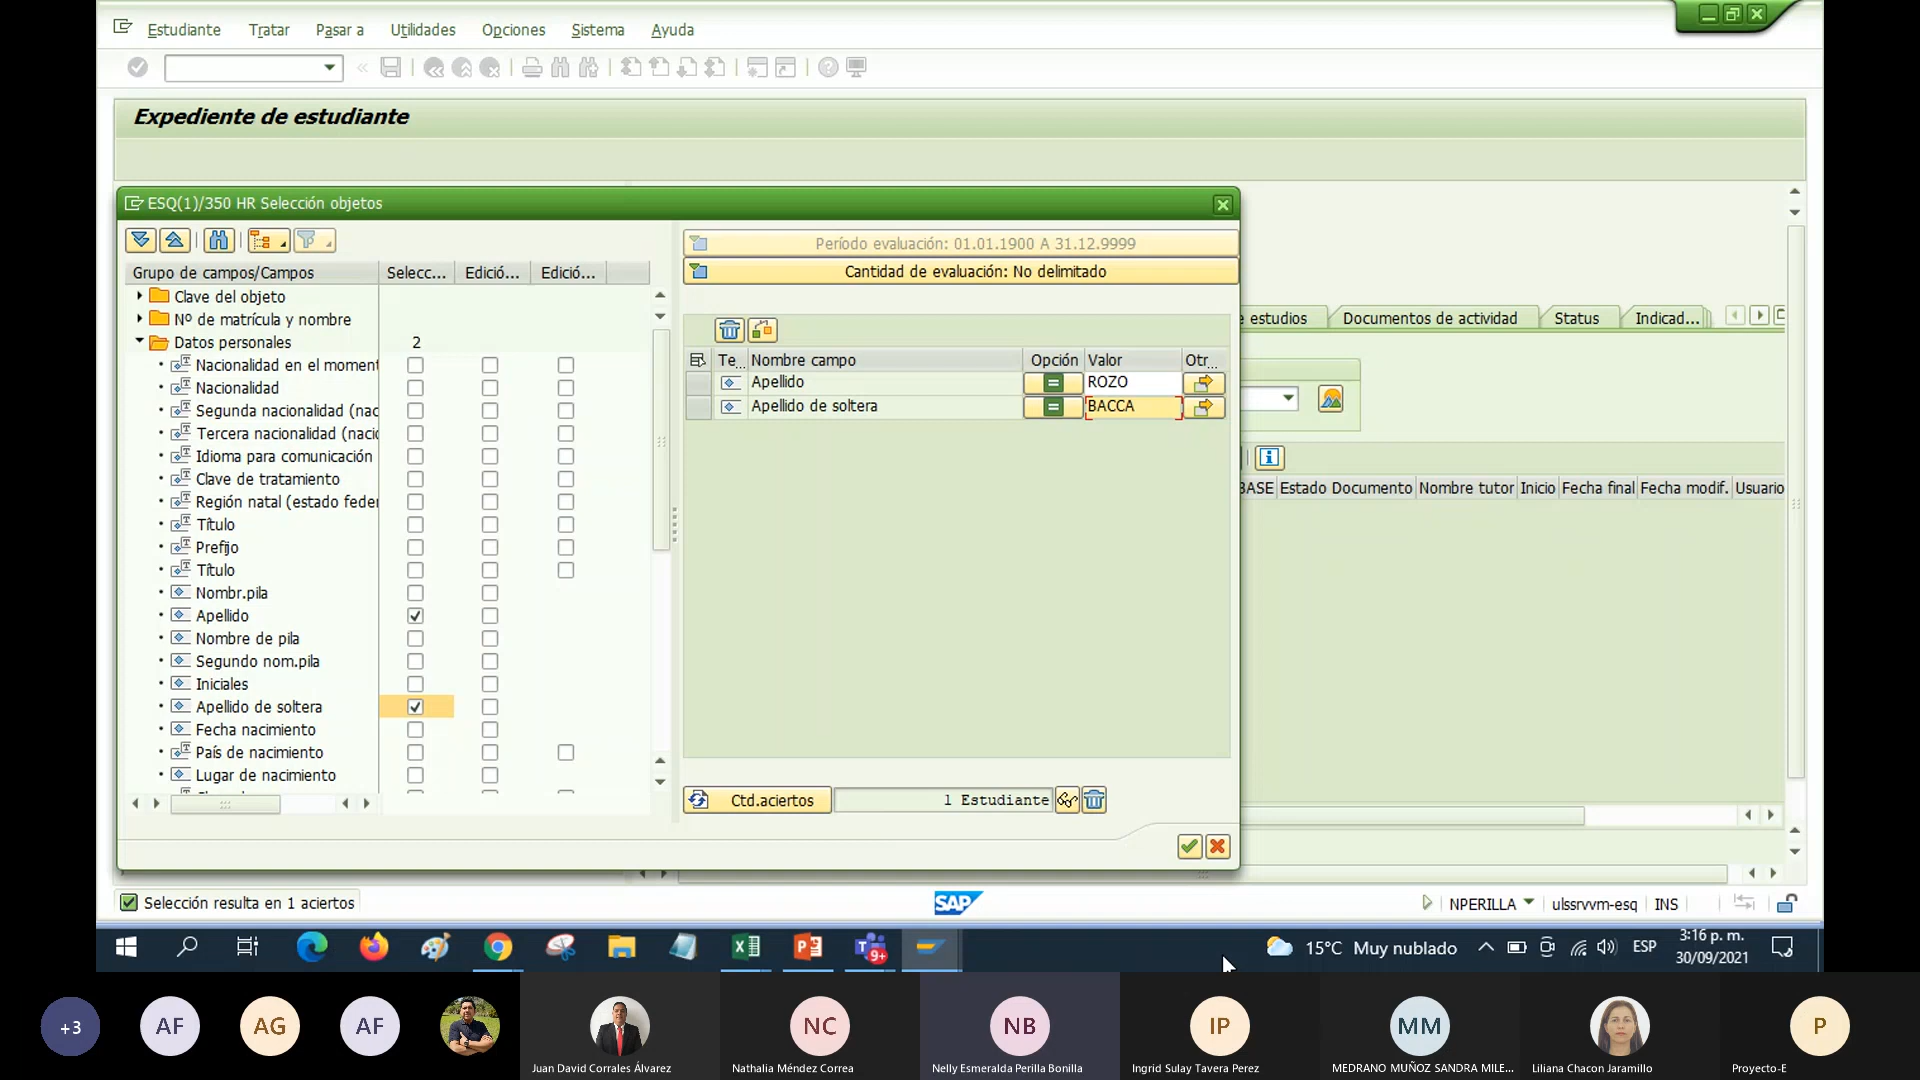 Estudiante Tratar Pasar a Utilidades Opciones Sistema Ayuda
Expediente de estudiante
ESQ(1)/350 HR Selección objetos
Grupo de campos/Campos Selecc... Edició... Edició...
Clave del objeto
Nº de matrícula y nombre
Datos personales 2
Nacionalidad en el moment
Nacionalidad
Segunda nacionalidad (nac
Tercera nacionalidad (nacio
Idioma para comunicación
Clave de tratamiento
Región natal (estado feder
Título
Prefijo
Título
Nombr.pila
Apellido
Nombre de pila
Segundo nom.pila
Iniciales
Apellido de soltera
Fecha nacimiento
País de nacimiento
Lugar de nacimiento
Período evaluación: 01.01.1900 A 31.12.9999
Cantidad de evaluación: No delimitado
Te... Nombre campo Opción Valor Otr...
Apellido ROZO
Apellido de soltera BACCA
Ctd.aciertos 1 Estudiante
e estudios Documentos de actividad Status Indicad...
BASE Estado Documento Nombre tutor Inicio Fecha final Fecha modif. Usuario
Selección resulta en 1 aciertos
SAP
NPERILLA ulssrvvm-esq INS
9+
15°C Muy nublado ESP
3:16 p. m.
30/09/2021
+3 AF AG AF NC NB IP MM P
Juan David Corrales Álvarez
Nathalia Méndez Correa
Nelly Esmeralda Perilla Bonilla
Ingrid Sulay Tavera Perez
MEDRANO MUÑOZ SANDRA MILE...
Liliana Chacon Jaramillo
Proyecto-E